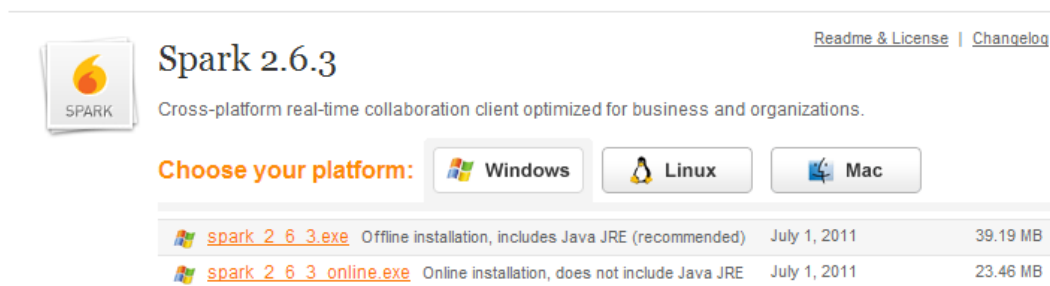 Readme & License | Changelog
SPARK
Spark 2.6.3
Cross-platform real-time collaboration client optimized for business and organizations.
Choose your platform: Windows Linux Mac
spark_2_6_3.exe Offline installation, includes Java JRE (recommended) July 1, 2011 39.19 MB
spark_2_6_3_online.exe Online installation, does not include Java JRE July 1, 2011 23.46 MB